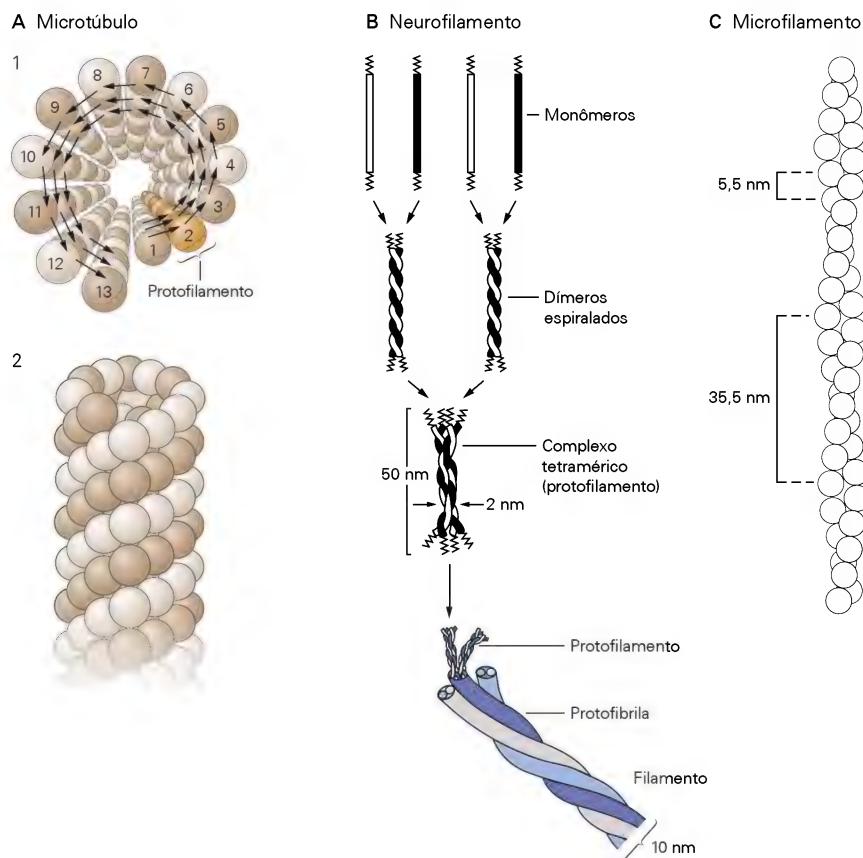 A Microtúbulo
1
1
2
3
4
5
6
7
8
9
10
11
12
13
Protofilamento
2
B Neurofilamento
Monômeros
Dímeros
espiralados
50 nm
Complexo
tetramérico
(protofilamento)
2 nm
Protofilamento
Protofibrila
Filamento
10 nm
C Microfilamento
5,5 nm
35,5 nm